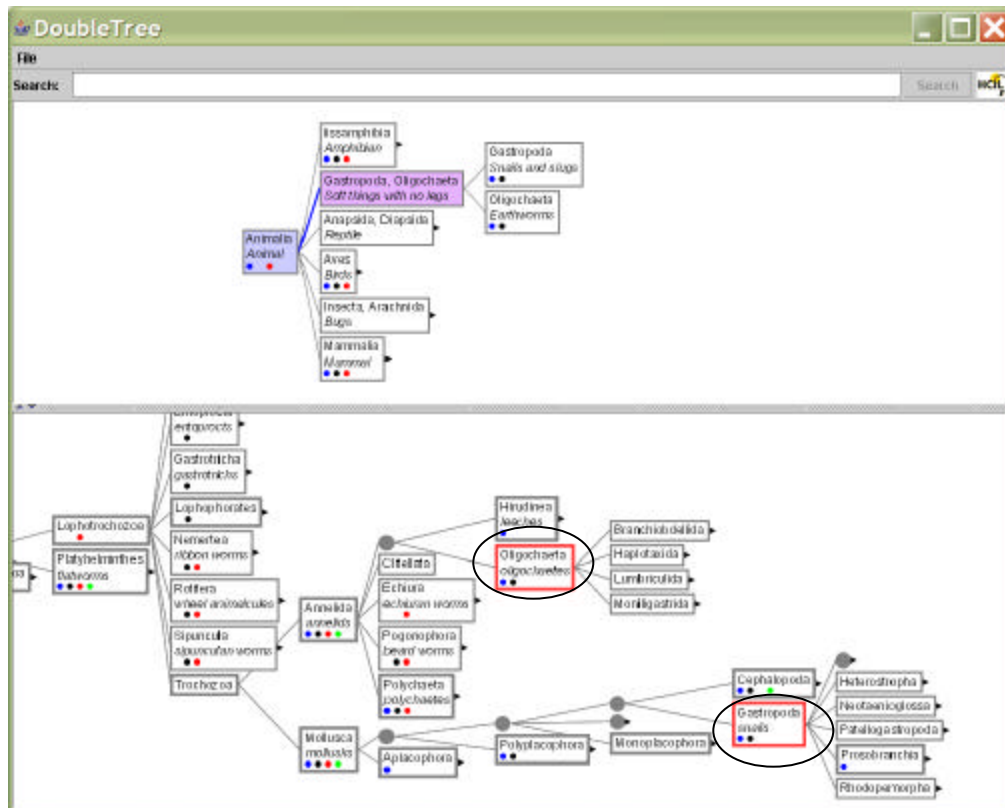 DoubleTree
File
Search:
Search
HCIL
lissamphibia
Amphibian
Gastropoda, Oligochaeta
Soft things with no legs
Anapsida, Diapsida
Reptile
Animalia
Animal
Aves
Birds
Insecta, Arachnida
Bugs
Mammalia
Mammal
Gastropoda
Snails and slugs
Oligochaeta
Earthworms
entoprocts
Gastrotricha
gastrotrichs
Lophophorates
Lophotrochozoa
Platyhelminthes
flatworms
Nemertea
ribbon worms
Rotifera
wheel animalcules
Sipuncula
sipunculan worms
Trochozoa
Annelida
annelids
Mollusca
mollusks
Hirudinea
leeches
Oligochaeta
oligochaetes
Clitellata
Echiura
echiuran worms
Pogonophora
beard worms
Polychaeta
polychaetes
Aplacophora
Polyplacophora
Monoplacophora
Branchiobdellida
Haplotaxida
Lumbriculida
Moniligastrida
Cephalopoda
Gastropoda
snails
Heterostropha
Neotaenioglossa
Patellogastropoda
Prosobranchia
Rhodopemorpha